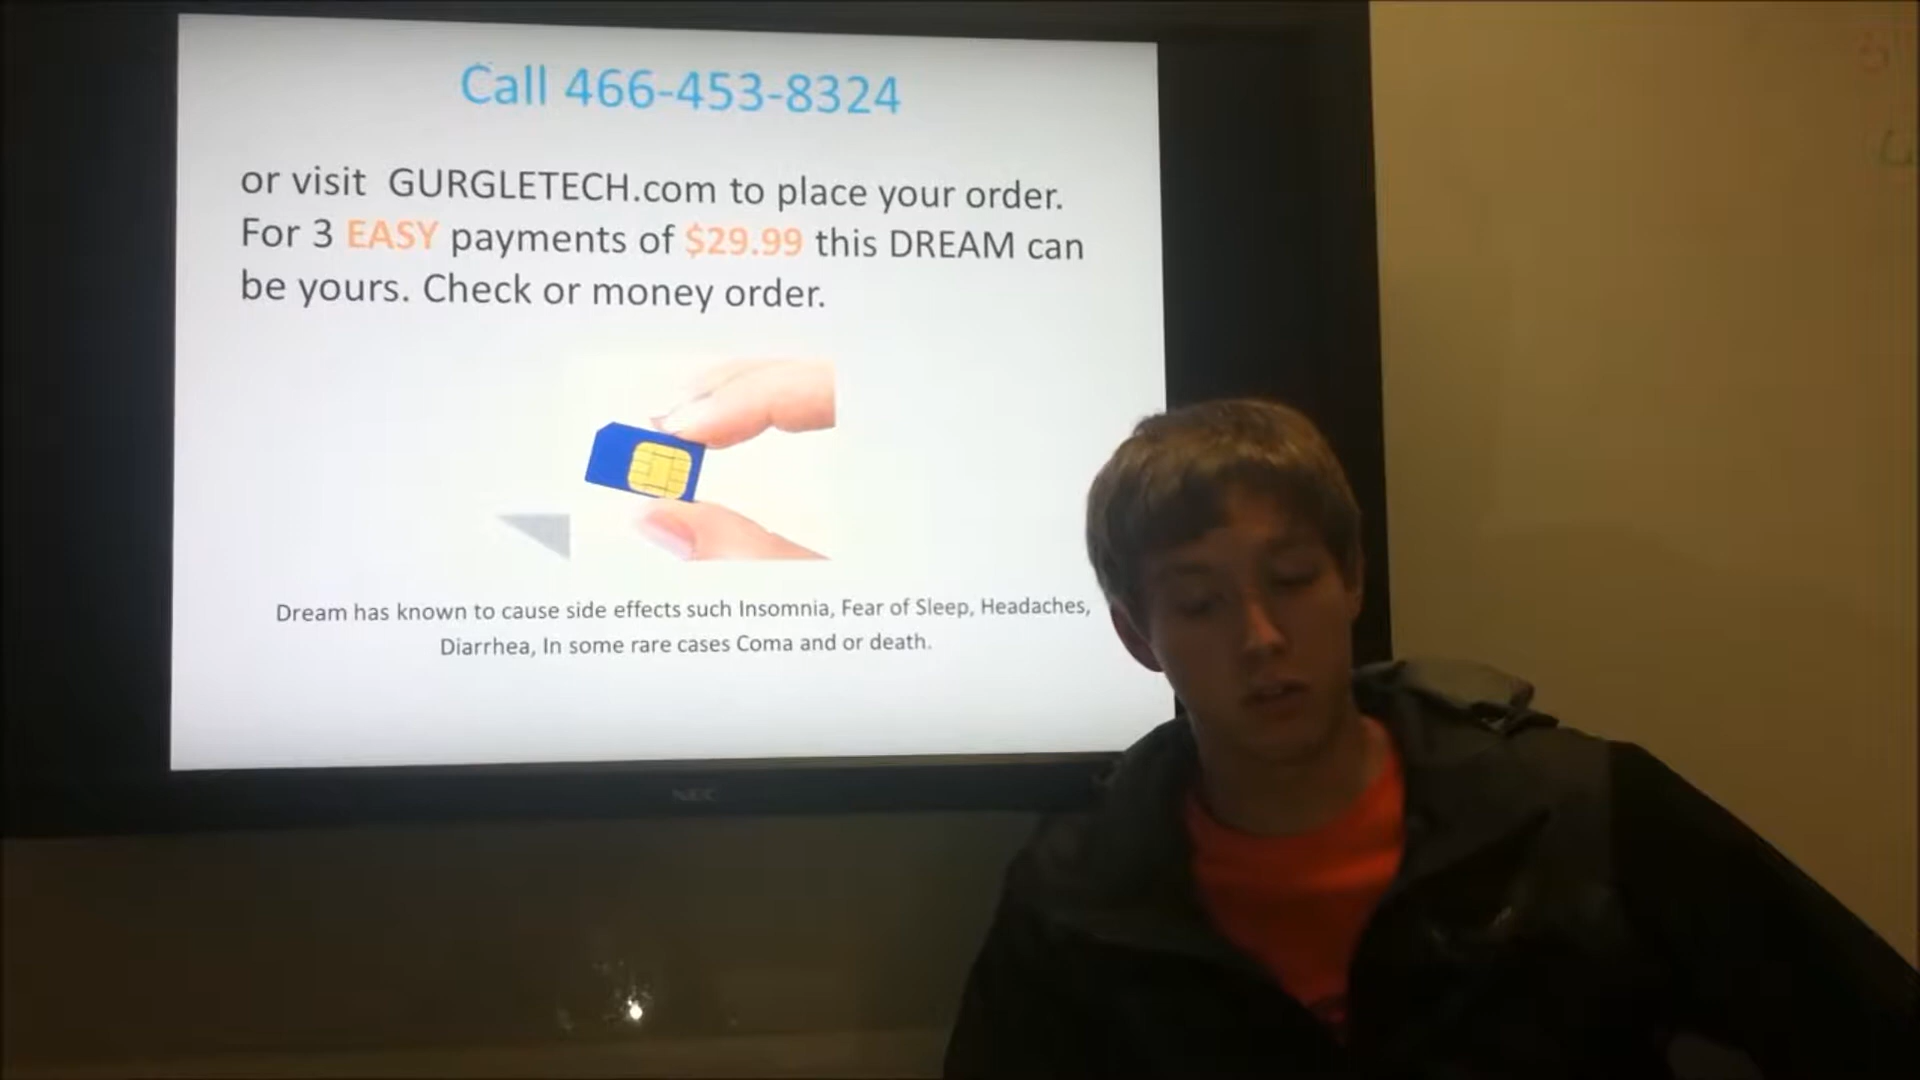 Call 466-453-8324
or visit GURGLETECH.com to place your order.
For 3 EASY payments of $29.99 this DREAM can
be yours. Check or money order.
Dream has known to cause side effects such Insomnia, Fear of Sleep, Headaches,
Diarrhea, In some rare cases Coma and or death.
NEC